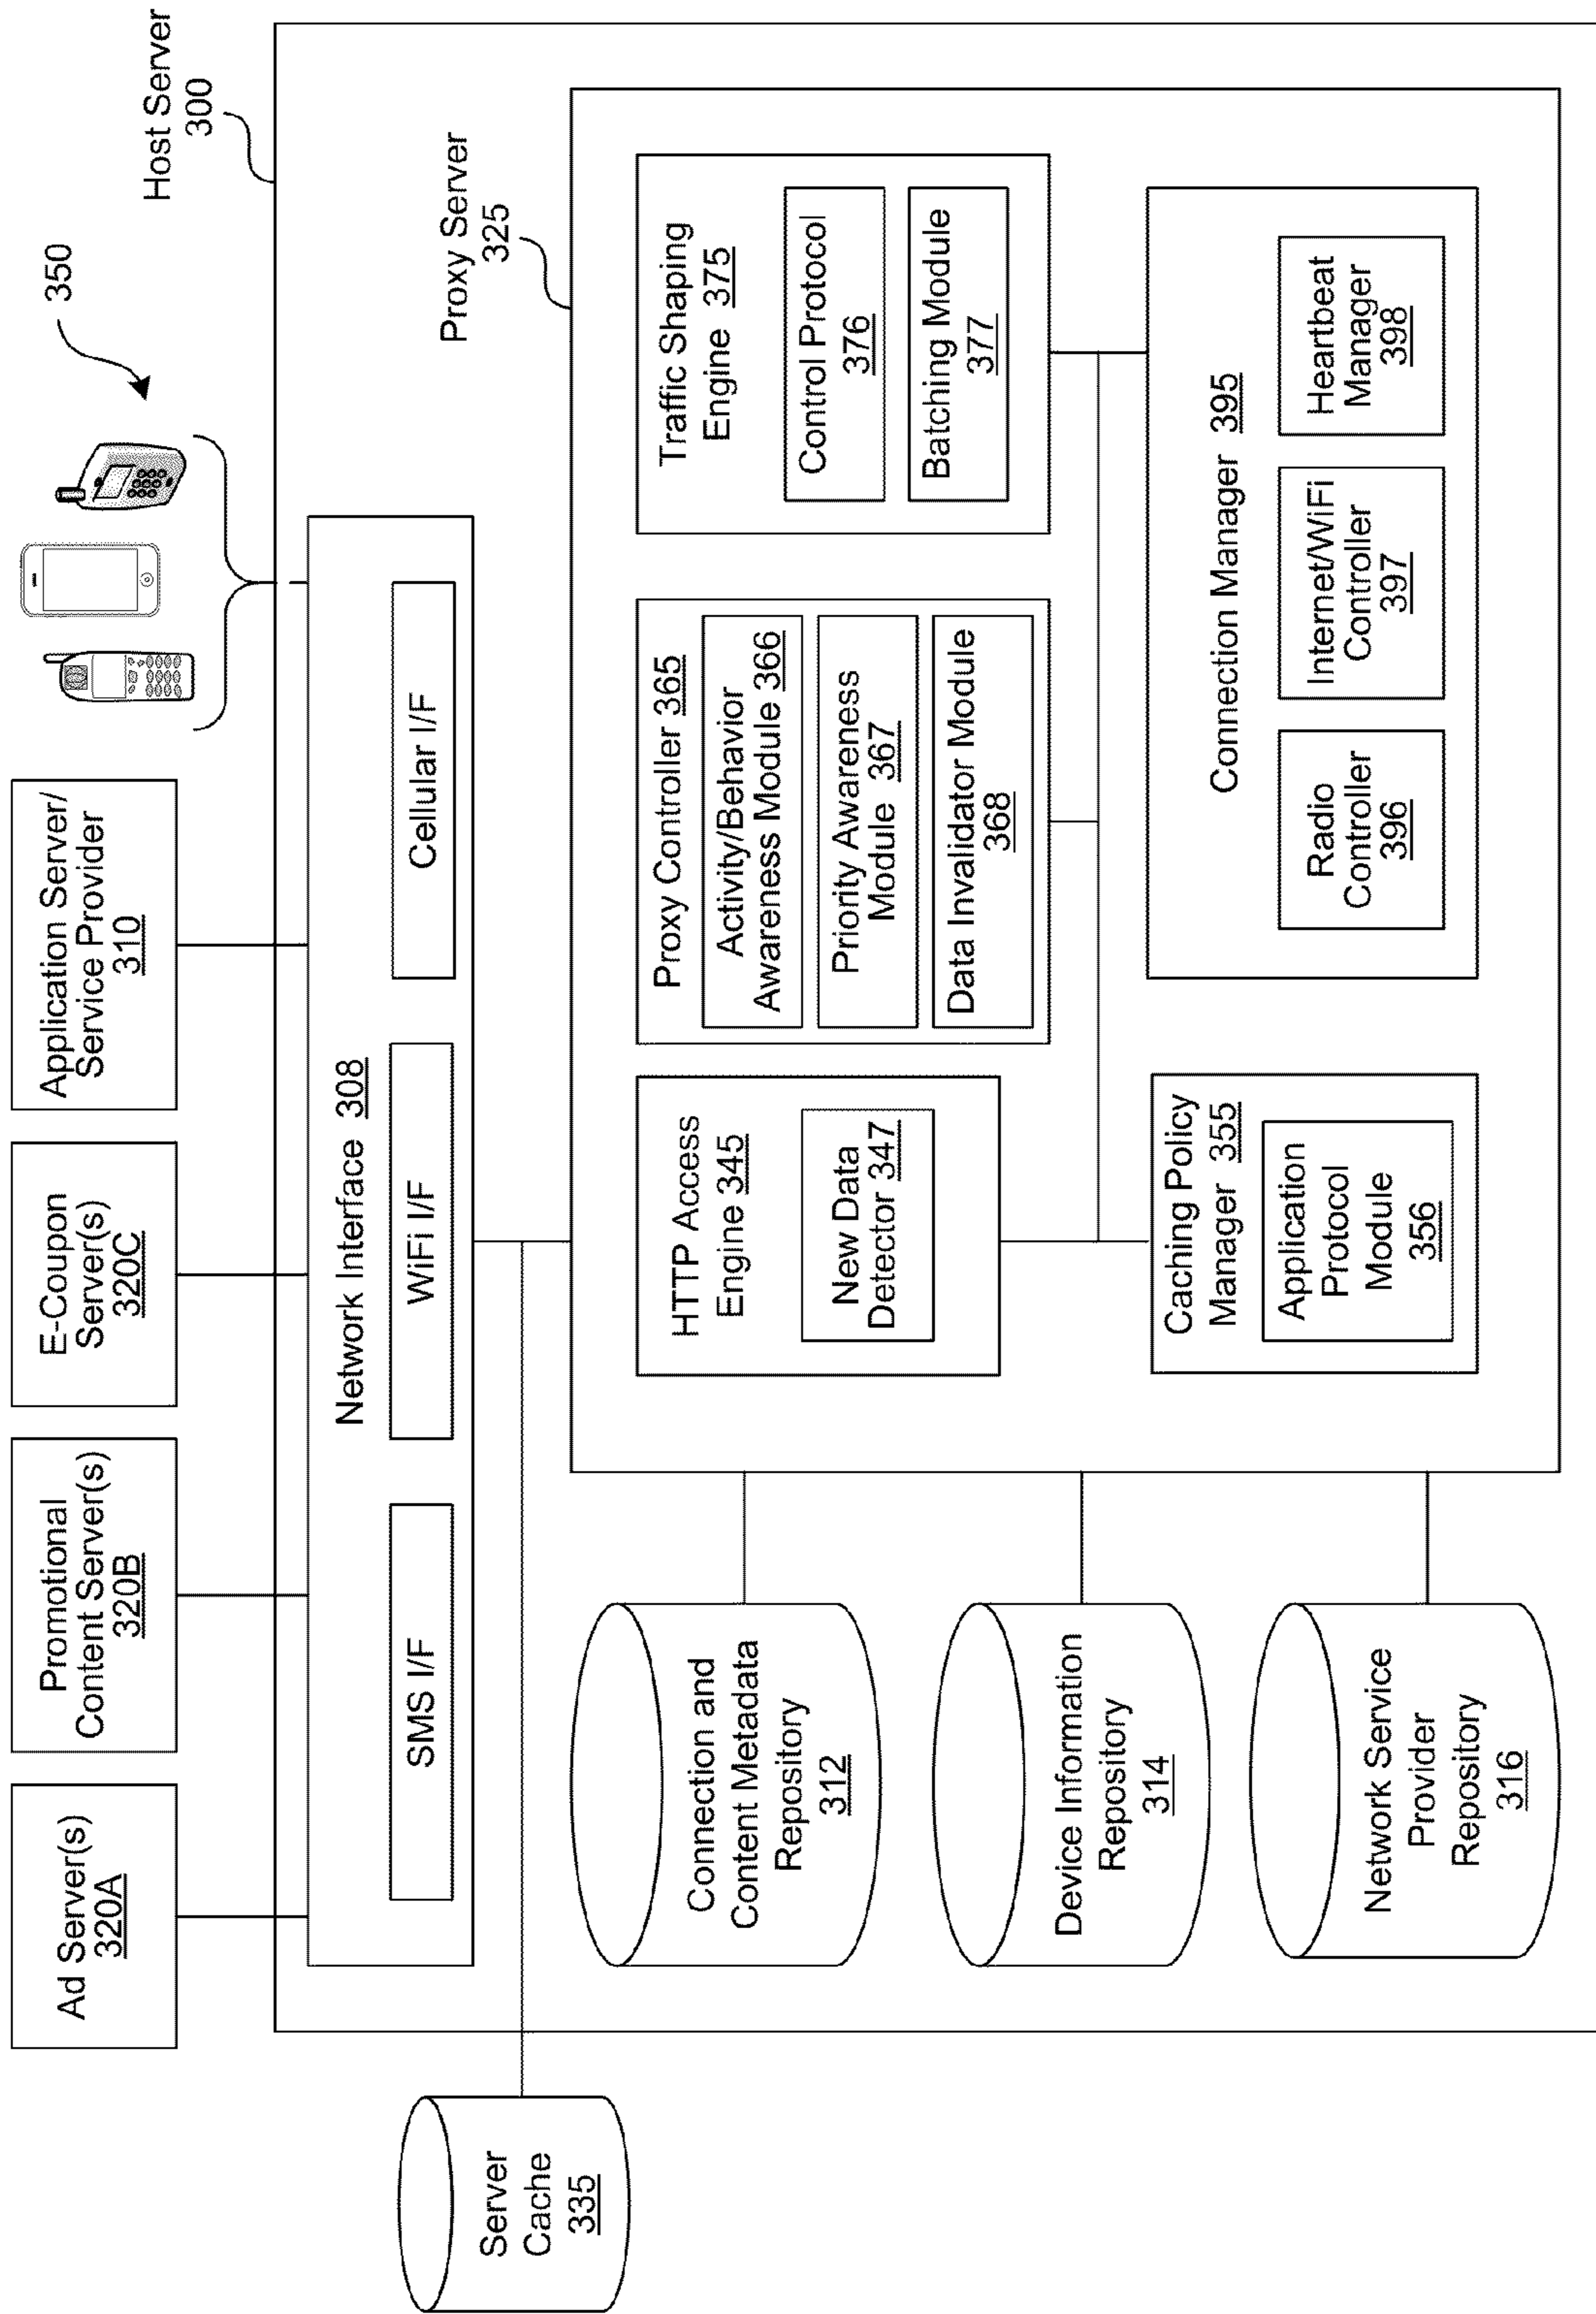 Ad Server(s)
320A
Promotional
Content Server(s)
320B
E-Coupon
Server(s)
320C
Application Server/
Service Provider
310
350
Host Server
300
Server
Cache
335
Network Interface 308
SMS I/F
WiFi I/F
Cellular I/F
Proxy Server
325
Connection and
Content Metadata
Repository
312
Device Information
Repository
314
Network Service
Provider
Repository
316
HTTP Access
Engine 345
New Data
Detector 347
Proxy Controller 365
Activity/Behavior
Awareness Module 366
Priority Awareness
Module 367
Data Invalidator Module
368
Traffic Shaping
Engine 375
Control Protocol
376
Batching Module
377
Caching Policy
Manager 355
Application
Protocol
Module
356
Connection Manager 395
Radio
Controller
396
Internet/WiFi
Controller
397
Heartbeat
Manager
398